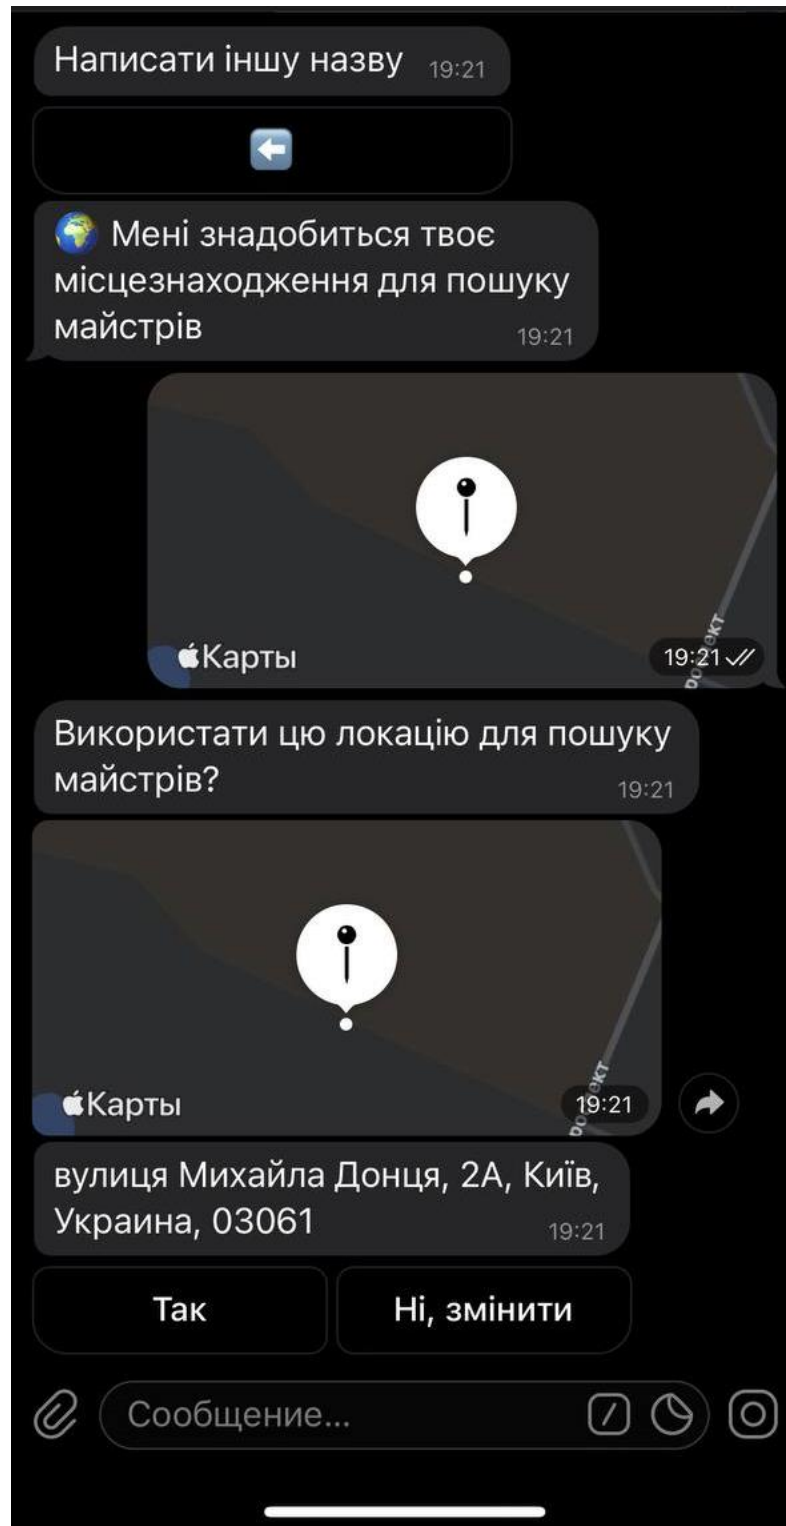 Написати іншу назву 19:21
Мені знадобиться твоє
місцезнаходження для пошуку
майстрів 19:21
Карты 19:21
Використати цю локацію для пошуку
майстрів? 19:21
Карты 19:21
вулиця Михайла Донця, 2А, Київ,
Украина, 03061 19:21
Так Ні, змінити
Сообщение...